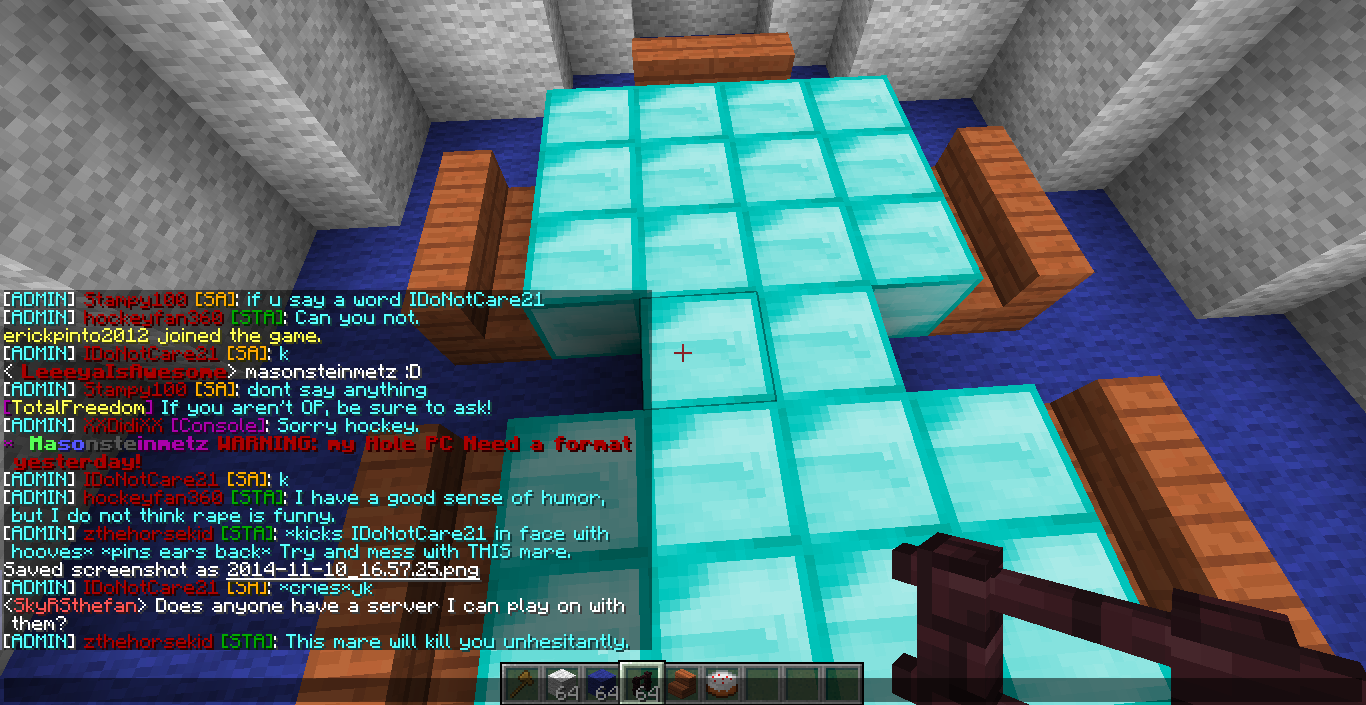 [ADMIN] Stampy100 [SA]: if u say a word IDoNotCare21
[ADMIN] hockeyfan360 [STA]: Can you not.
erickpinto2012 joined the game.
[ADMIN] IDoNotCare21 [SA]: k
< LeeeyaIsAwesome> masonsteinmetz :D
[ADMIN] Stampy100 [SA]: dont say anything
[TotalFreedom] If you aren't OP, be sure to ask!
[ADMIN] XxDidiXX [Console]: Sorry hockey.
* Masonsteinmetz WARNING: my Hole PC Need a format
yesterday!
[ADMIN] IDoNotCare21 [SA]: k
[ADMIN] hockeyfan360 [STA]: I have a good sense of humor,
but I do not think rape is funny.
[ADMIN] zthehorsekid [STA]: *kicks IDoNotCare21 in face with
hooves* *pins ears back* Try and mess with THIS mare.
Saved screenshot as 2014-11-10_16.57.25.png
[ADMIN] IDoNotCare21 [SA]: *cries*jk
<SkyRSthefan> Does anyone have a server I can play on with
them?
[ADMIN] zthehorsekid [STA]: This mare will kill you unhesitantly.
64 64 64